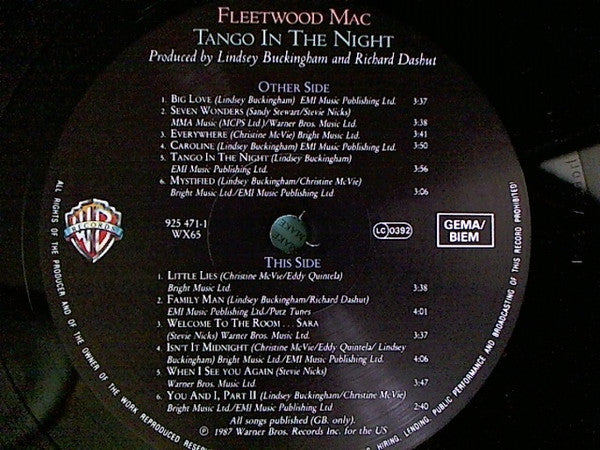 FLEETWOOD MAC
TANGO IN THE NIGHT
Produced by Lindsey Buckingham and Richard Dashut
OTHER SIDE
1. BIG LOVE (Lindsey Buckingham) EMI Music Publishing Ltd. 3:37
2. SEVEN WONDERS (Sandy Stewart/Stevie Nicks)
MMA Music (MCPS Ltd.)/Warner Bros. Music Ltd. 3:38
3. EVERYWHERE (Christine McVie) Bright Music Ltd. 3:41
4. CAROLINE (Lindsey Buckingham) EMI Music Publishing Ltd. 3:50
5. TANGO IN THE NIGHT (Lindsey Buckingham)
EMI Music Publishing Ltd. 3:56
6. MYSTIFIED (Lindsey Buckingham/Christine McVie)
Bright Music Ltd./EMI Music Publishing Ltd. 3:06
WB
RECORDS
925 471-1
WX65
LC 0392
GEMA/
BIEM
THIS SIDE
1. LITTLE LIES (Christine McVie/Eddy Quintela)
Bright Music Ltd. 3:38
2. FAMILY MAN (Lindsey Buckingham/Richard Dashut)
EMI Music Publishing Ltd./Putz Tunes 4:01
3. WELCOME TO THE ROOM . . . SARA
(Stevie Nicks) Warner Bros. Music Ltd. 3:37
4. ISN'T IT MIDNIGHT (Christine McVie/Eddy Quintela/ Lindsey
Buckingham) Bright Music Ltd./EMI Music Publishing Ltd. 4:06
5. WHEN I SEE YOU AGAIN (Stevie Nicks)
Warner Bros. Music Ltd. 3:47
6. YOU AND I, PART II (Lindsey Buckingham/Christine McVie)
Bright Music Ltd./EMI Music Publishing Ltd. 2:40
All songs published (GB. only).
℗ 1987 Warner Bros. Records Inc. for the US
ALL RIGHTS OF THE PRODUCER AND OF THE OWNER OF THE WORK REPRODUCED
HIRING, LENDING, PUBLIC PERFORMANCE AND BROADCASTING OF THIS RECORD PROHIBITED!